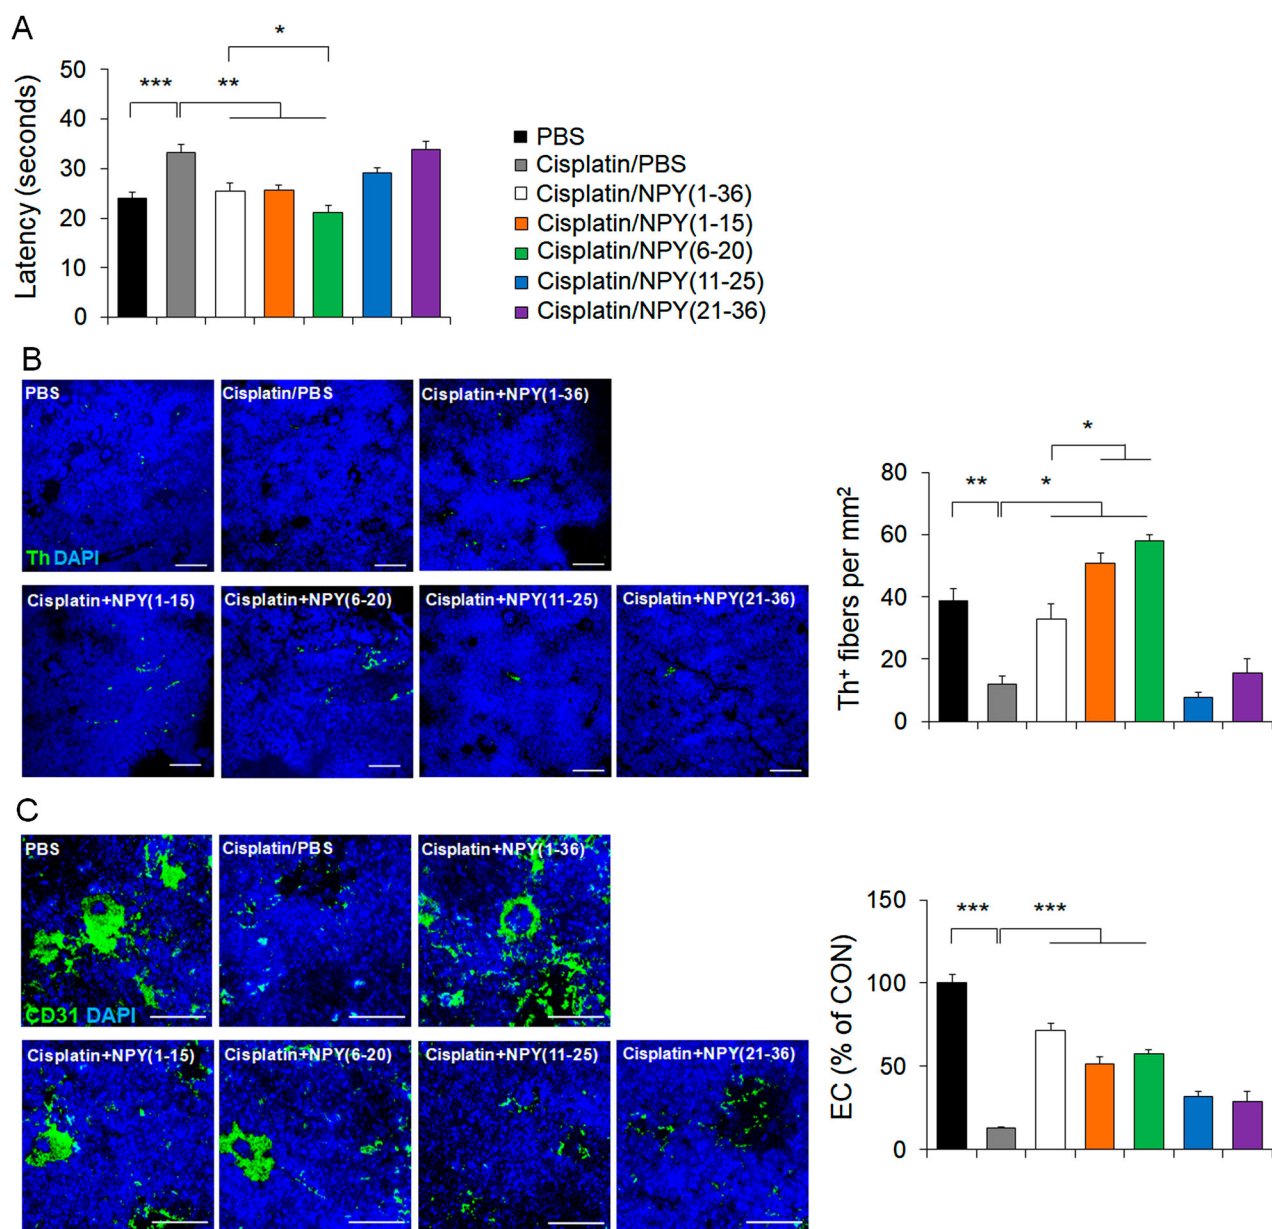 A
Latency (seconds)
50
40
30
20
10
0
***
**
*
PBS
Cisplatin/PBS
Cisplatin/NPY(1-36)
Cisplatin/NPY(1-15)
Cisplatin/NPY(6-20)
Cisplatin/NPY(11-25)
Cisplatin/NPY(21-36)
B
PBS
Cisplatin/PBS
Cisplatin+NPY(1-36)
Th DAPI
Cisplatin+NPY(1-15)
Cisplatin+NPY(6-20)
Cisplatin+NPY(11-25)
Cisplatin+NPY(21-36)
Th⁺ fibers per mm²
80
60
40
20
0
**
*
*
C
PBS
Cisplatin/PBS
Cisplatin+NPY(1-36)
CD31 DAPI
Cisplatin+NPY(1-15)
Cisplatin+NPY(6-20)
Cisplatin+NPY(11-25)
Cisplatin+NPY(21-36)
EC (% of CON)
150
100
50
0
***
***